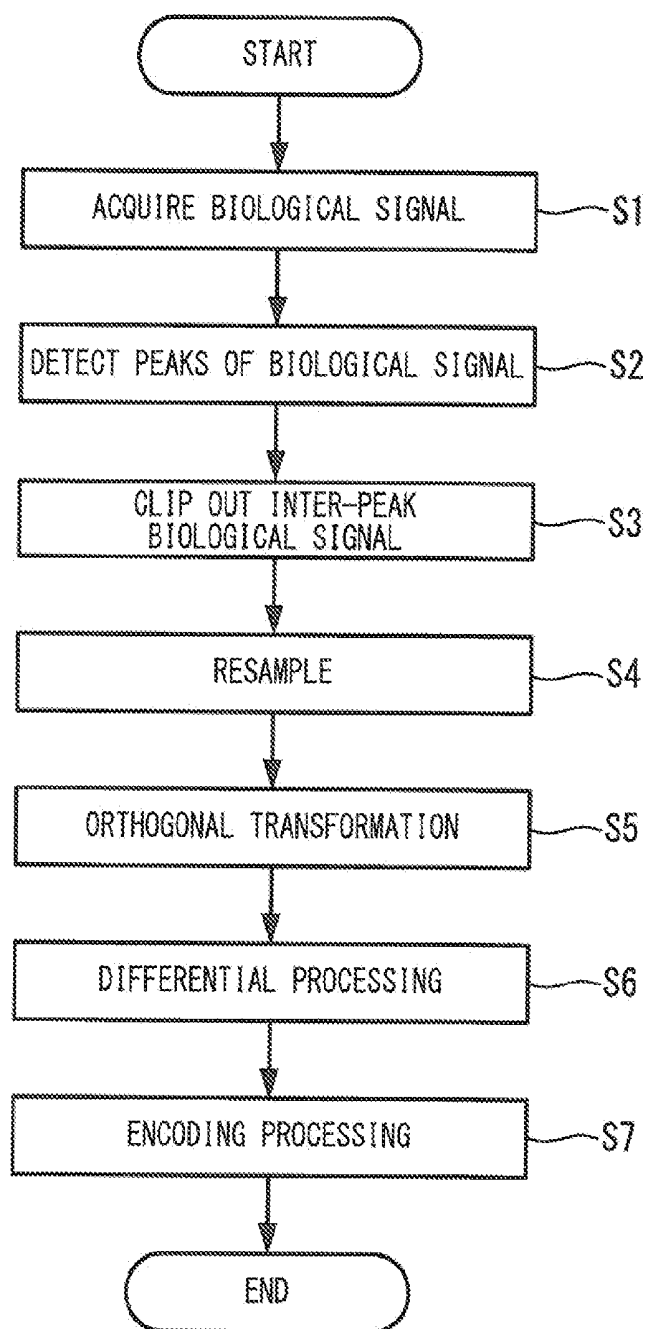 START
ACQUIRE BIOLOGICAL SIGNAL S1
DETECT PEAKS OF BIOLOGICAL SIGNAL S2
CLIP OUT INTER-PEAK
BIOLOGICAL SIGNAL S3
RESAMPLE S4
ORTHOGONAL TRANSFORMATION S5
DIFFERENTIAL PROCESSING S6
ENCODING PROCESSING S7
END